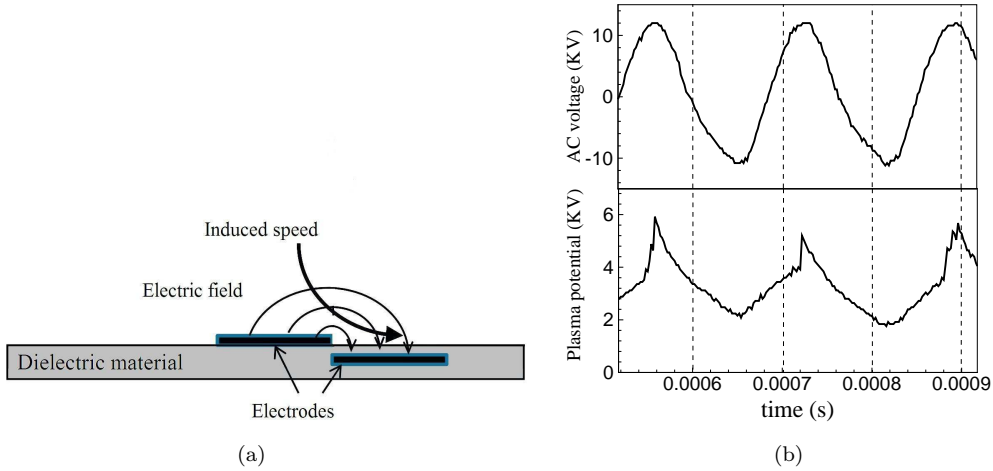 Induced speed
Electric field
Dielectric material
Electrodes
(a)
AC voltage (KV)
10
0
-10
Plasma potential (KV)
6
4
2
0
0.0006 0.0007 0.0008 0.0009
time (s)
(b)